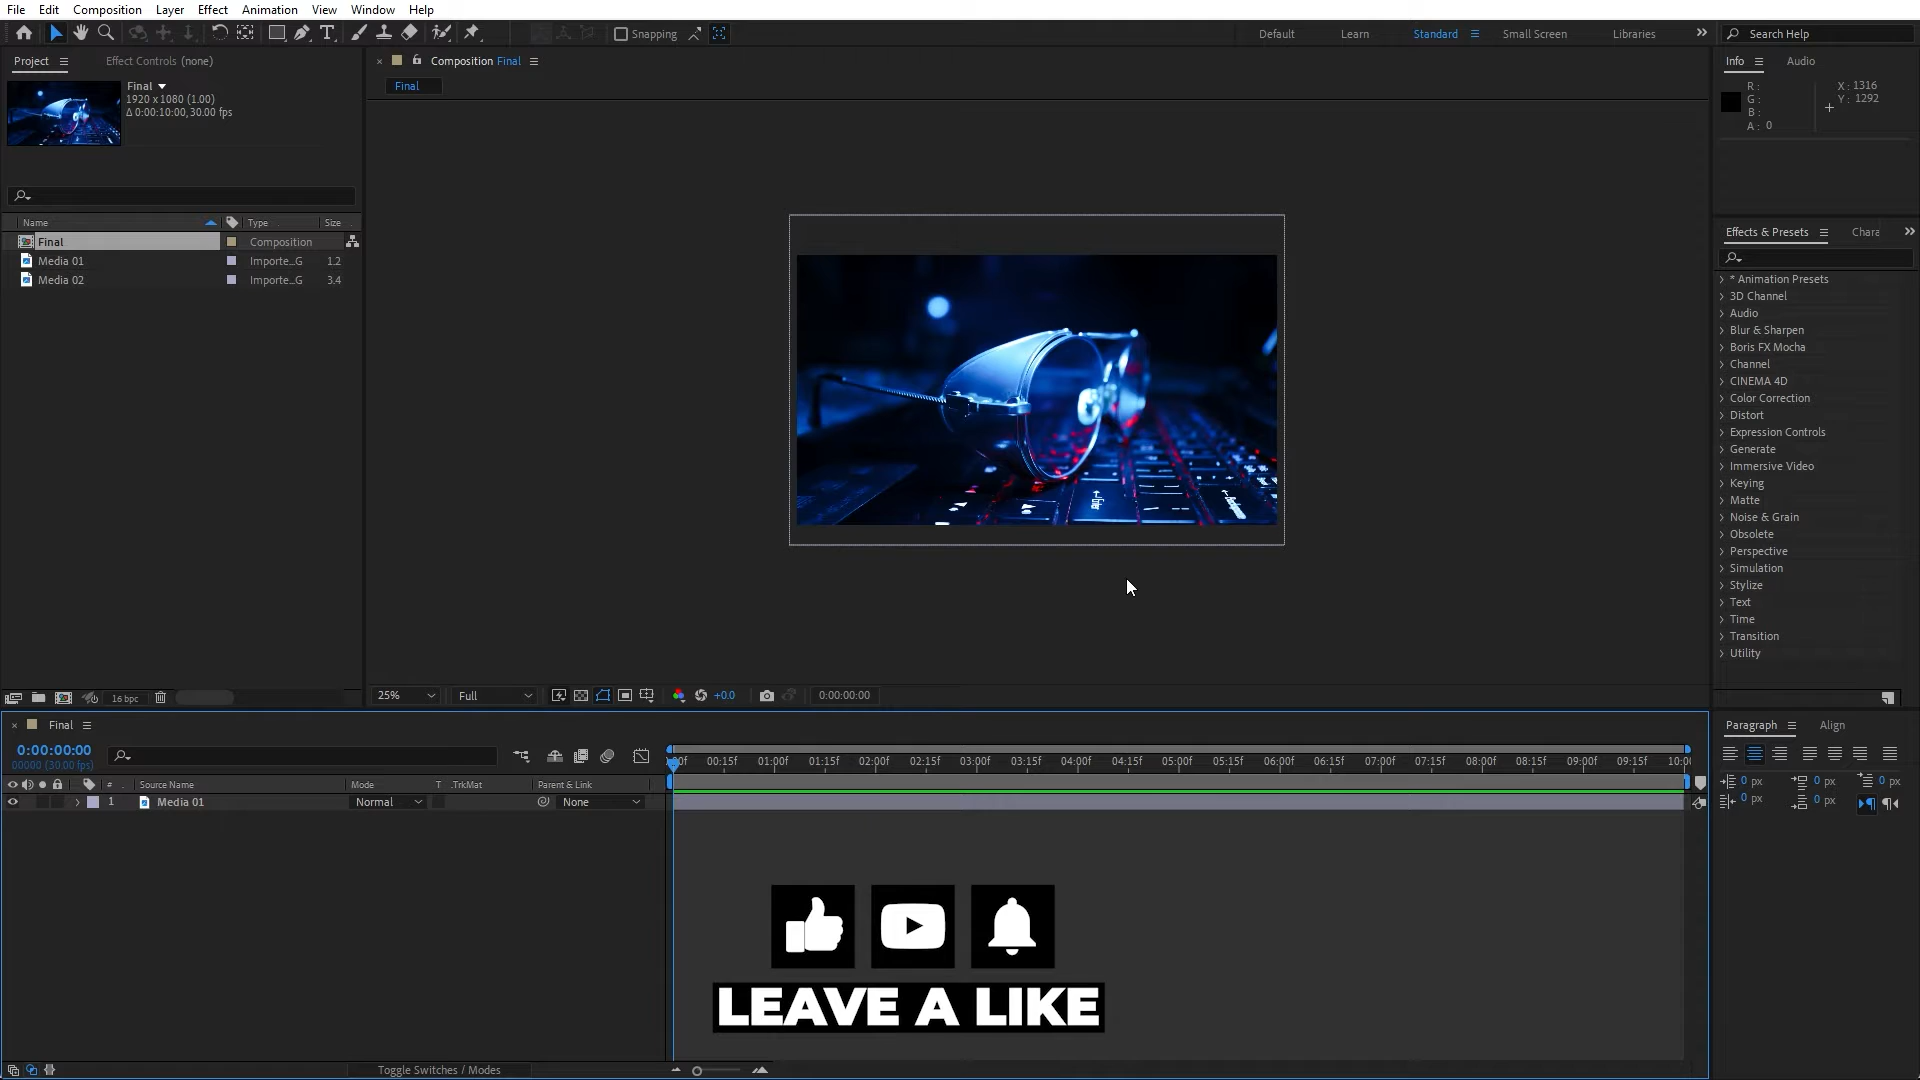 File Edit Composition Layer Effect Animation View Window Help
Snapping
Default Learn Standard Small Screen Libraries Search Help
Project Effect Controls (none)
Final
1920 x 1080 (1.00)
Δ 0:00:10:00, 30.00 fps
Name Type Size
Final Composition
Media 01 Importe...G 1.2
Media 02 Importe...G 3.4
16 bpc
Composition Final
Final
25% Full +0.0 0:00:00:00
Info Audio
R : X : 1316
G : Y : 1292
B :
A : 0
Effects & Presets Chara
* Animation Presets
3D Channel
Audio
Blur & Sharpen
Boris FX Mocha
Channel
CINEMA 4D
Color Correction
Distort
Expression Controls
Generate
Immersive Video
Keying
Matte
Noise & Grain
Obsolete
Perspective
Simulation
Stylize
Text
Time
Transition
Utility
Final
0:00:00:00
00000 (30.00 fps)
:00f 00:15f 01:00f 01:15f 02:00f 02:15f 03:00f 03:15f 04:00f 04:15f 05:00f 05:15f 06:00f 06:15f 07:00f 07:15f 08:00f 08:15f 09:00f 09:15f 10:00
# Source Name Mode T .TrkMat Parent & Link
1 Media 01 Normal None
LEAVE A LIKE
Toggle Switches / Modes
Paragraph Align
0 px 0 px 0 px
0 px 0 px